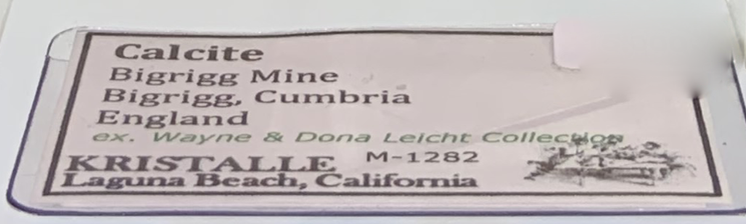 Calcite
Bigrigg Mine
Bigrigg, Cumbria
England
ex. Wayne & Dona Leicht Collection
KRISTALLE M-1282
Laguna Beach, California